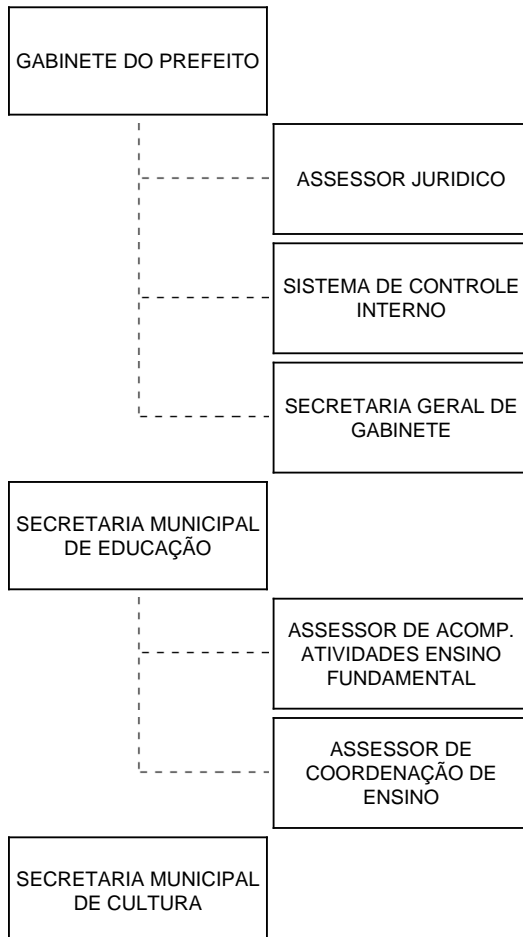 GABINETE DO PREFEITO
ASSESSOR JURIDICO
SISTEMA DE CONTROLE
INTERNO
SECRETARIA GERAL DE
GABINETE
SECRETARIA MUNICIPAL
DE EDUCAÇÃO
ASSESSOR DE ACOMP.
ATIVIDADES ENSINO
FUNDAMENTAL
ASSESSOR DE
COORDENAÇÃO DE
ENSINO
SECRETARIA MUNICIPAL
DE CULTURA